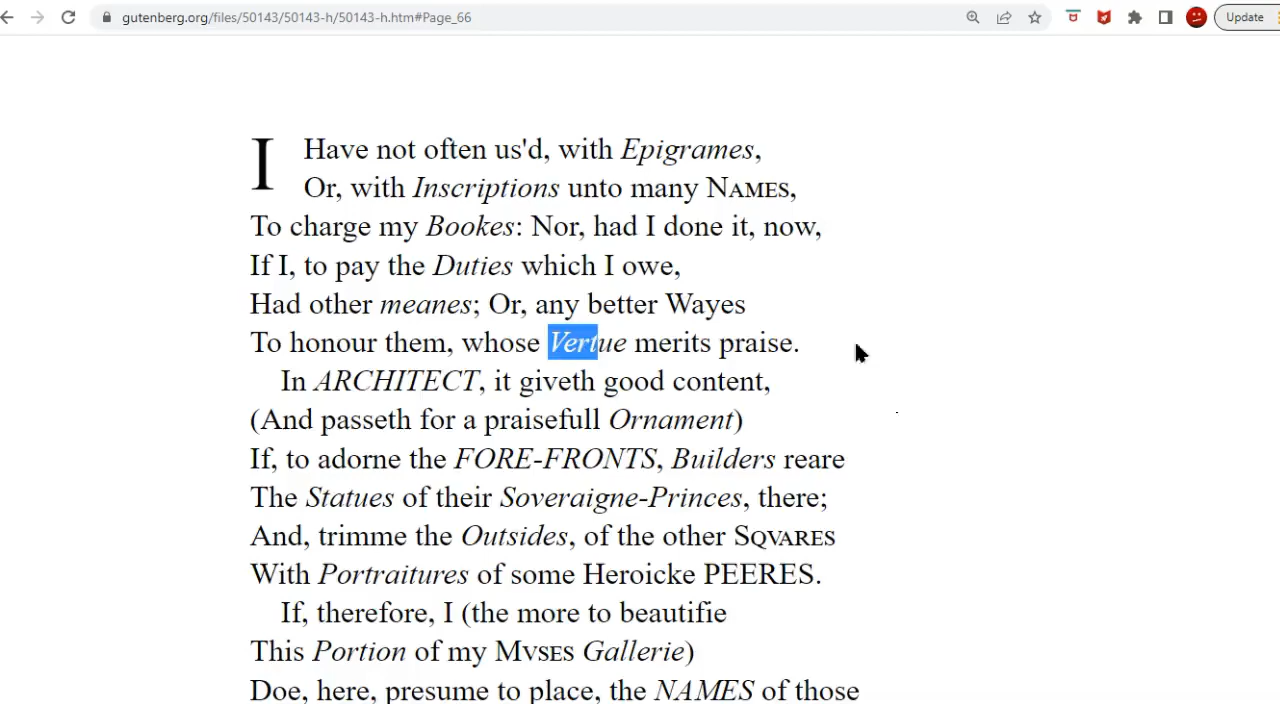 gutenberg.org/files/50143/50143-h/50143-h.htm#Page_66
Update
I Have not often us'd, with Epigrames,
Or, with Inscriptions unto many NAMES,
To charge my Bookes: Nor, had I done it, now,
If I, to pay the Duties which I owe,
Had other meanes; Or, any better Wayes
To honour them, whose Vertue merits praise.
In ARCHITECT, it giveth good content,
(And passeth for a praisefull Ornament)
If, to adorne the FORE-FRONTS, Builders reare
The Statues of their Soveraigne-Princes, there;
And, trimme the Outsides, of the other SQVARES
With Portraitures of some Heroicke PEERES.
If, therefore, I (the more to beautifie
This Portion of my MVSES Gallerie)
Doe, here, presume to place, the NAMES of those